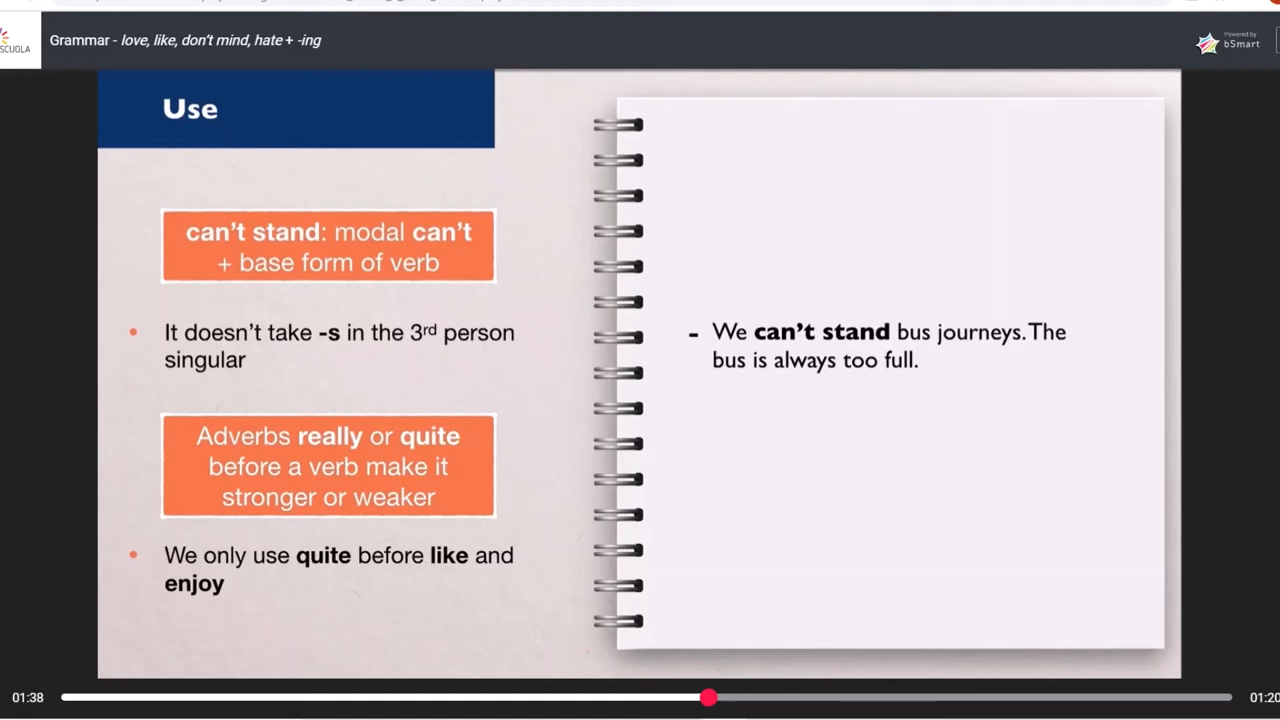 SCUOLA
Grammar - love, like, don't mind, hate + -ing
Powered by
bSmart
Use
can't stand: modal can't
+ base form of verb
• It doesn't take -s in the 3rd person
singular
Adverbs really or quite
before a verb make it
stronger or weaker
• We only use quite before like and
enjoy
- We can't stand bus journeys. The
bus is always too full.
01:38
01:20